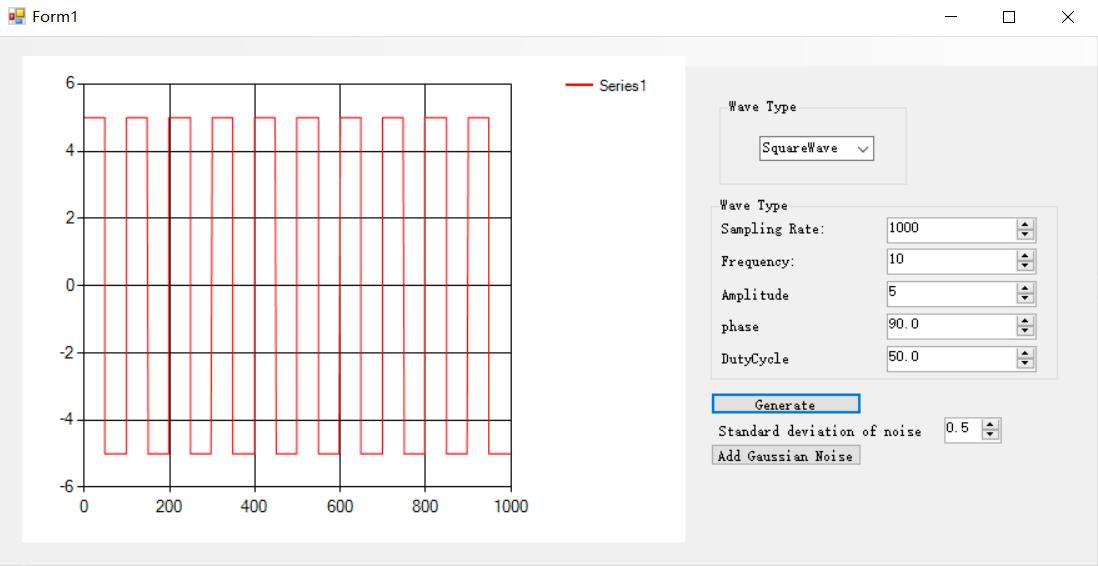 Form1
6
4
2
0
-2
-4
-6
0
200
400
600
800
1000
Series1
Wave Type
SquareWave
Wave Type
Sampling Rate: 1000
Frequency: 10
Amplitude 5
phase 90.0
DutyCycle 50.0
Generate
Standard deviation of noise 0.5
Add Gaussian Noise